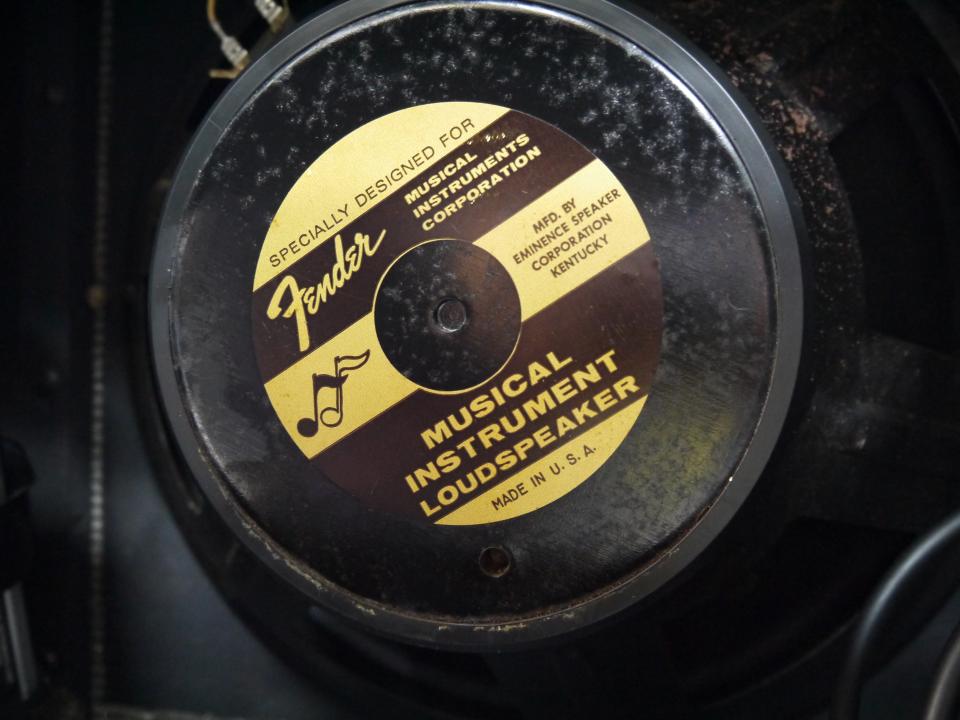 SPECIALLY DESIGNED FOR
Fender
MUSICAL
INSTRUMENTS
CORPORATION
MFD. BY
EMINENCE SPEAKER
CORPORATION
KENTUCKY
MUSICAL
INSTRUMENT
LOUDSPEAKER
MADE IN U. S. A.